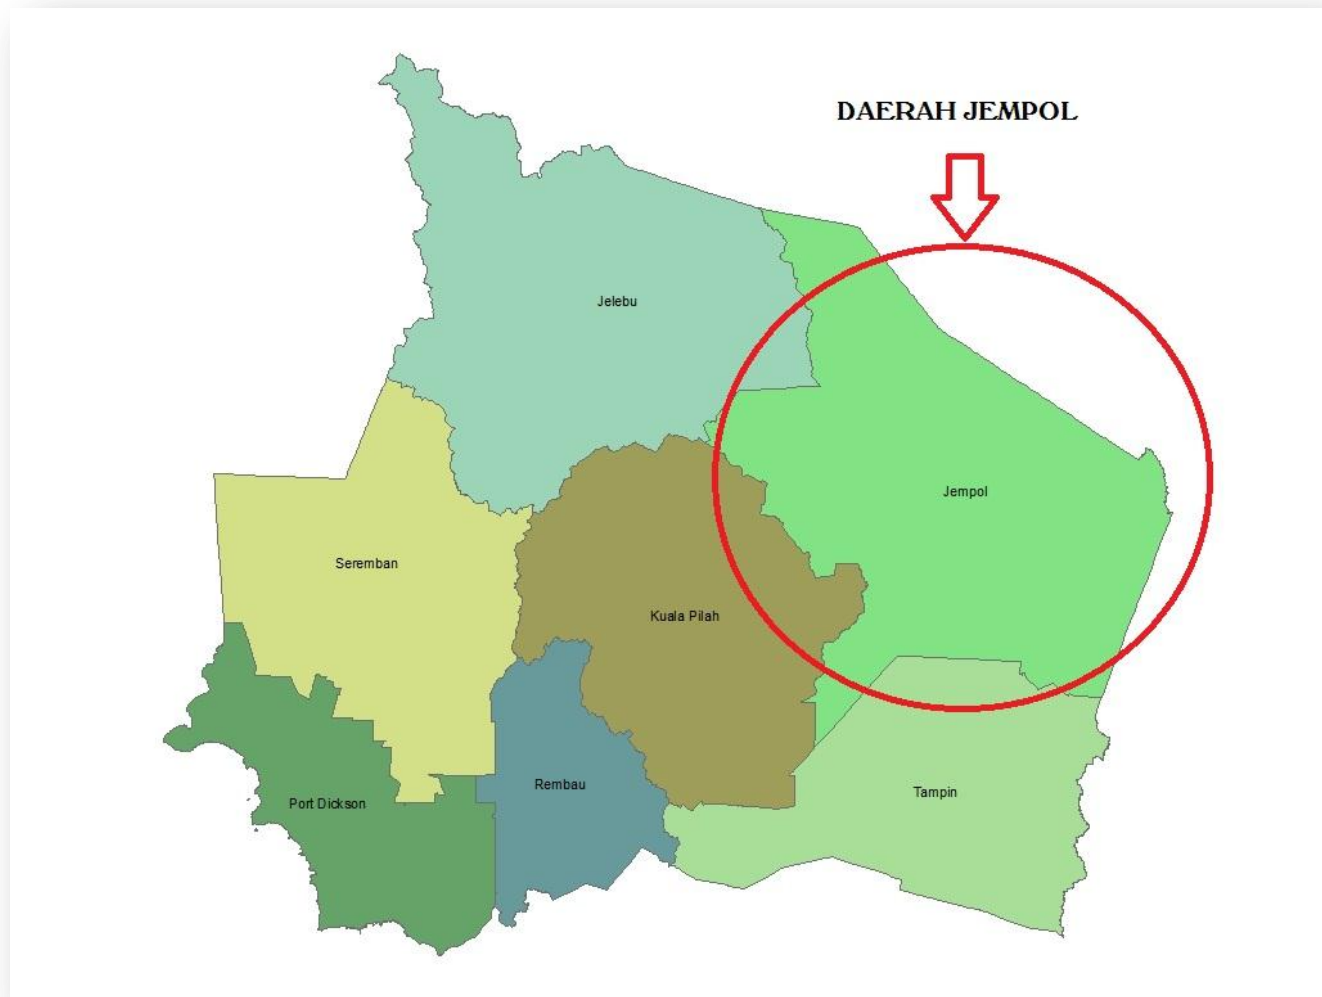 DAERAH JEMPOL
Jelebu
Jempol
Seremban
Kuala Pilah
Rembau
Tampin
Port Dickson